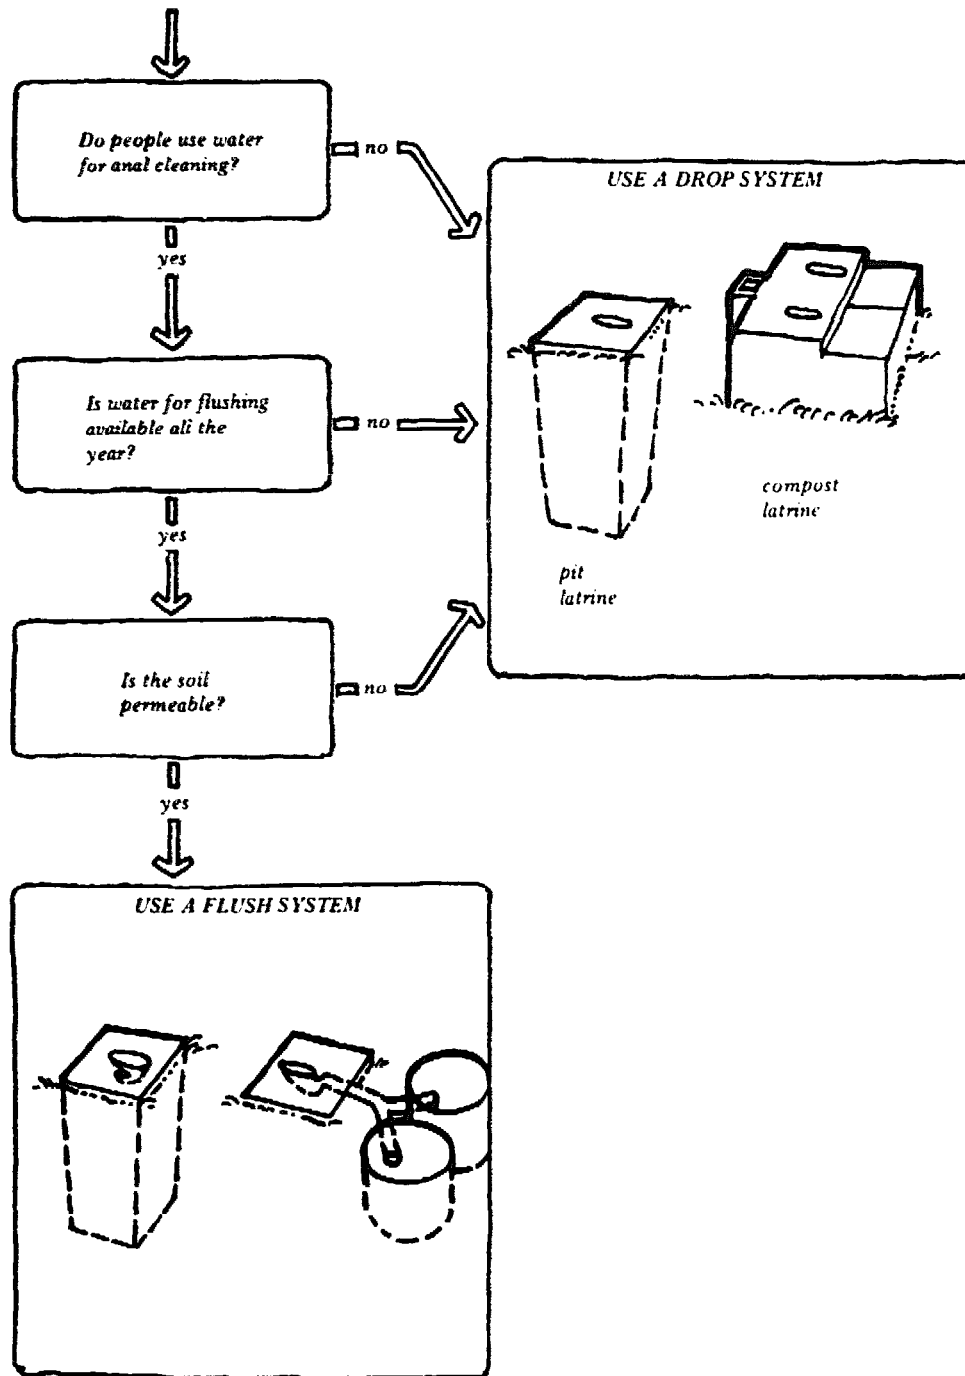 Do people use water
for anal cleaning?
no
yes
USE A DROP SYSTEM
pit
latrine
compost
latrine
Is water for flushing
available all the
year?
no
yes
Is the soil
permeable?
no
yes
USE A FLUSH SYSTEM